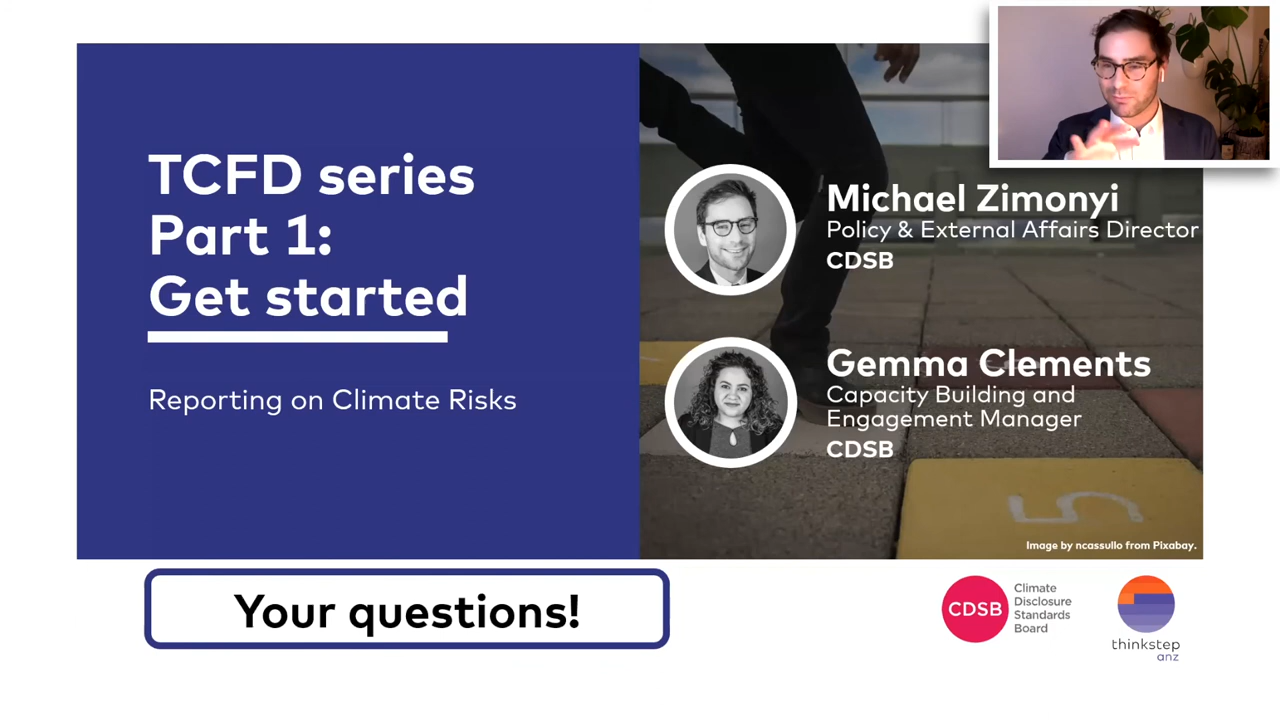 TCFD series
Part 1:
Get started
Reporting on Climate Risks
Michael Zimonyi
Policy & External Affairs Director
CDSB
Gemma Clements
Capacity Building and
Engagement Manager
CDSB
5
Image by ncassullo from Pixabay.
Your questions!
CDSB
Climate
Disclosure
Standards
Board
thinkstep
anz